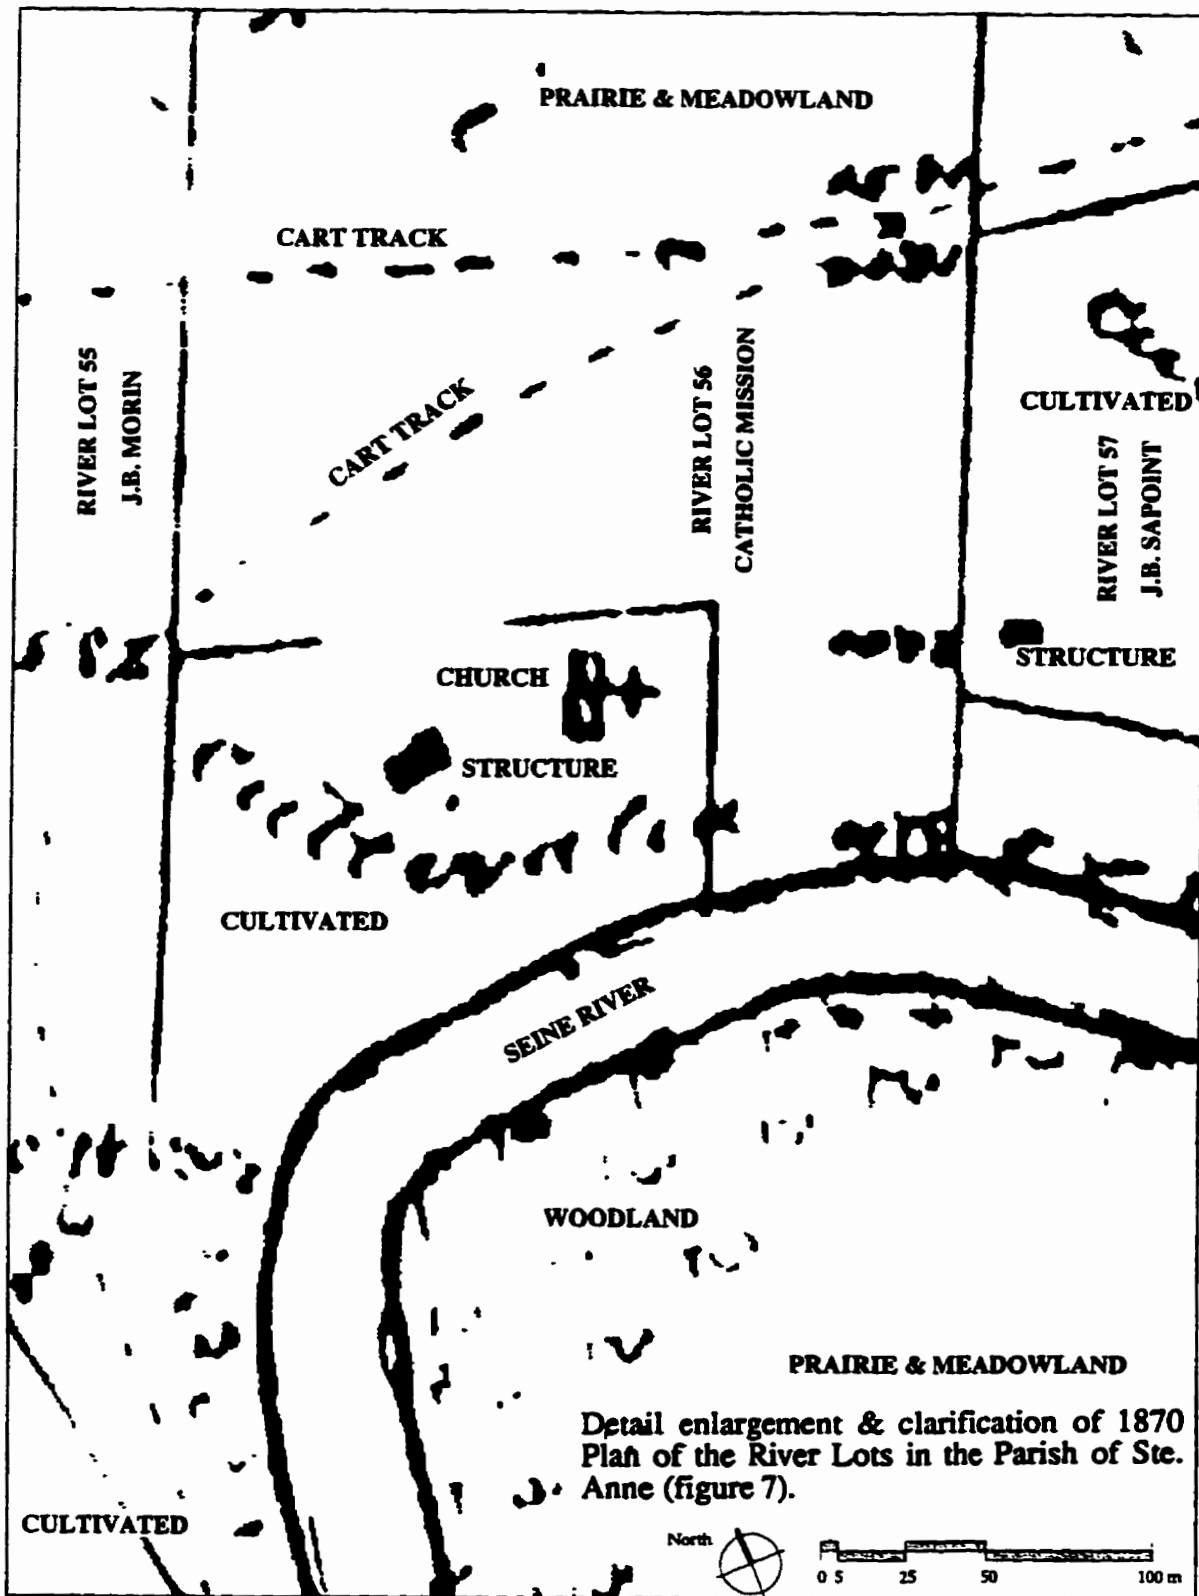 PRAIRIE & MEADOWLAND
CART TRACK
CART TRACK
RIVER LOT 55
J.B. MORIN
RIVER LOT 56
CATHOLIC MISSION
CULTIVATED
RIVER LOT 57
J.B. SAPOINT
STRUCTURE
CHURCH
STRUCTURE
CULTIVATED
SEINE RIVER
WOODLAND
PRAIRIE & MEADOWLAND
Detail enlargement & clarification of 1870
Plan of the River Lots in the Parish of Ste.
Anne (figure 7).
CULTIVATED
North
0 5 25 50 100 m